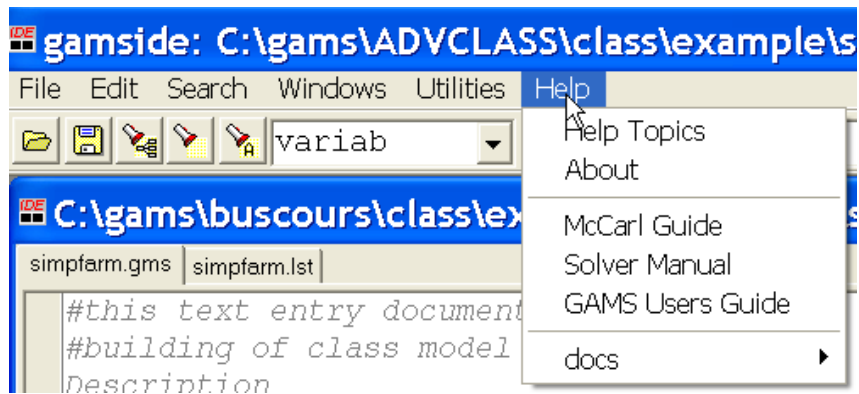 IDE gamside: C:\gams\ADVCLASS\class\example\s
File Edit Search Windows Utilities Help
A variab
Help Topics
About
IDE C:\gams\buscours\class\ex
McCarl Guide
simpfarm.gms simpfarm.lst
Solver Manual
#this text entry document
GAMS Users Guide
#building of class model
docs
Description